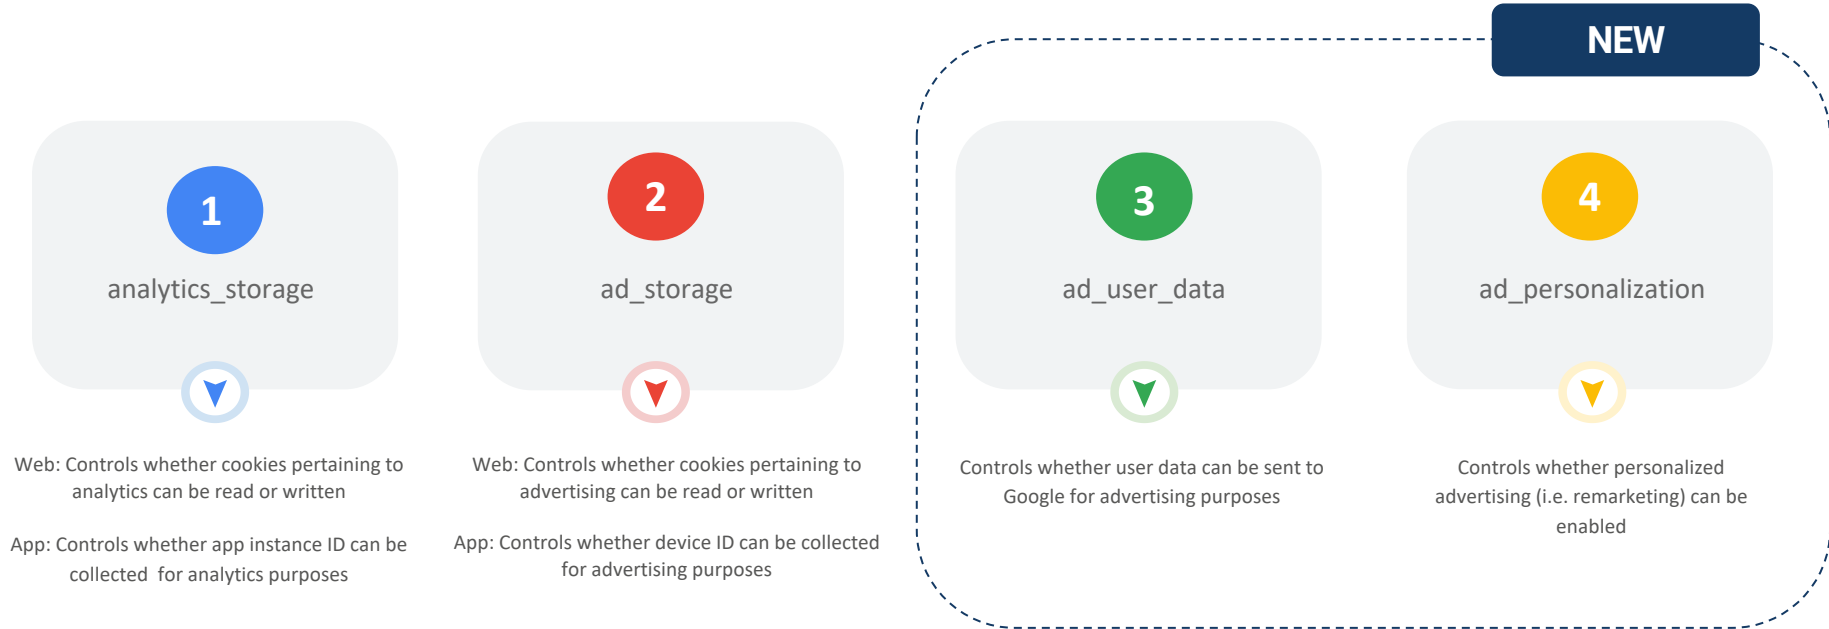 NEW
1
analytics_storage
Web: Controls whether cookies pertaining to
analytics can be read or written
App: Controls whether app instance ID can be
collected for analytics purposes
2
ad_storage
Web: Controls whether cookies pertaining to
advertising can be read or written
App: Controls whether device ID can be collected
for advertising purposes
3
ad_user_data
Controls whether user data can be sent to
Google for advertising purposes
4
ad_personalization
Controls whether personalized
advertising (i.e. remarketing) can be
enabled